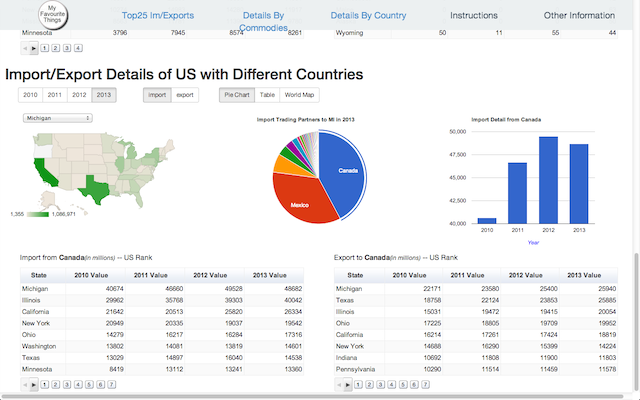 My Favourite Things
Top25 Im/Exports
Details By Commodies
Details By Country
Instructions
Other Information
Minnesota 3796 7945 8574 8261
Wyoming 50 11 55 44
◀ ▶ 1 2 3 4
Import/Export Details of US with Different Countries
2010 2011 2012 2013
import export
Pie Chart Table World Map
Michigan
1,355 1,086,971
Import Trading Partners to MI in 2013
Canada
Mexico
Import Detail from Canada
50,000
47,500
45,000
42,500
40,000
2010 2011 2012 2013
Year
Import from Canada(in millions) -- US Rank
State 2010 Value 2011 Value 2012 Value 2013 Value
Michigan 40674 46660 49528 48682
Illinois 29962 35768 39303 40042
California 21642 20513 25820 26334
New York 20949 20335 19037 19542
Ohio 14279 16217 16284 17316
Washington 13802 14081 13819 14601
Texas 13029 14897 16040 14538
Minnesota 8419 13112 13241 13360
◀ ▶ 1 2 3 4 5 6 7
Export to Canada(in millions) -- US Rank
State 2010 Value 2011 Value 2012 Value 2013 Value
Michigan 22171 23580 25400 25940
Texas 18758 22124 23853 25885
Illinois 15031 19472 19415 20054
Ohio 17225 18805 19709 19952
California 16214 17261 17424 18819
New York 14688 16290 15399 14224
Indiana 10692 11808 11900 11803
Pennsylvania 10290 11514 11459 11578
◀ ▶ 1 2 3 4 5 6 7